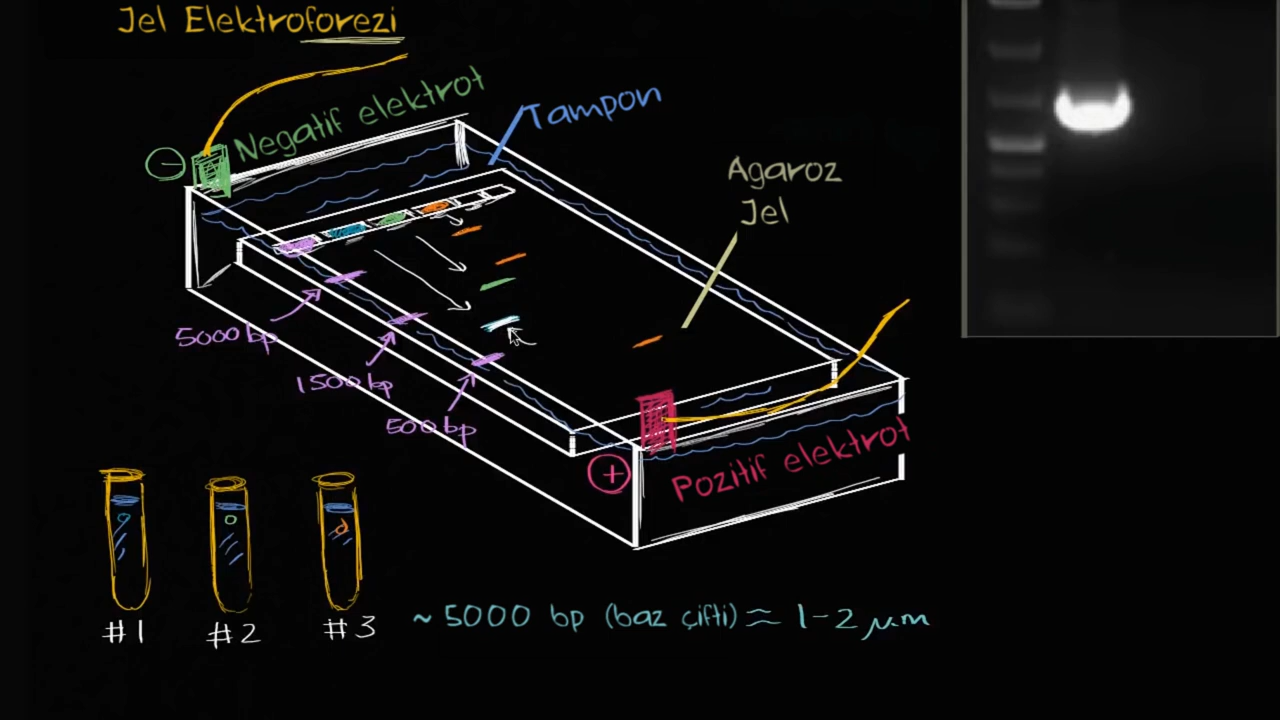 Jel Elektroforezi
Negatif elektrot
Tampon
Agaroz
Jel
5000 bp
1500 bp
500 bp
+
Pozitif elektrot
#1
#2
#3
~ 5000 bp (baz çifti) ≈ 1-2 µm